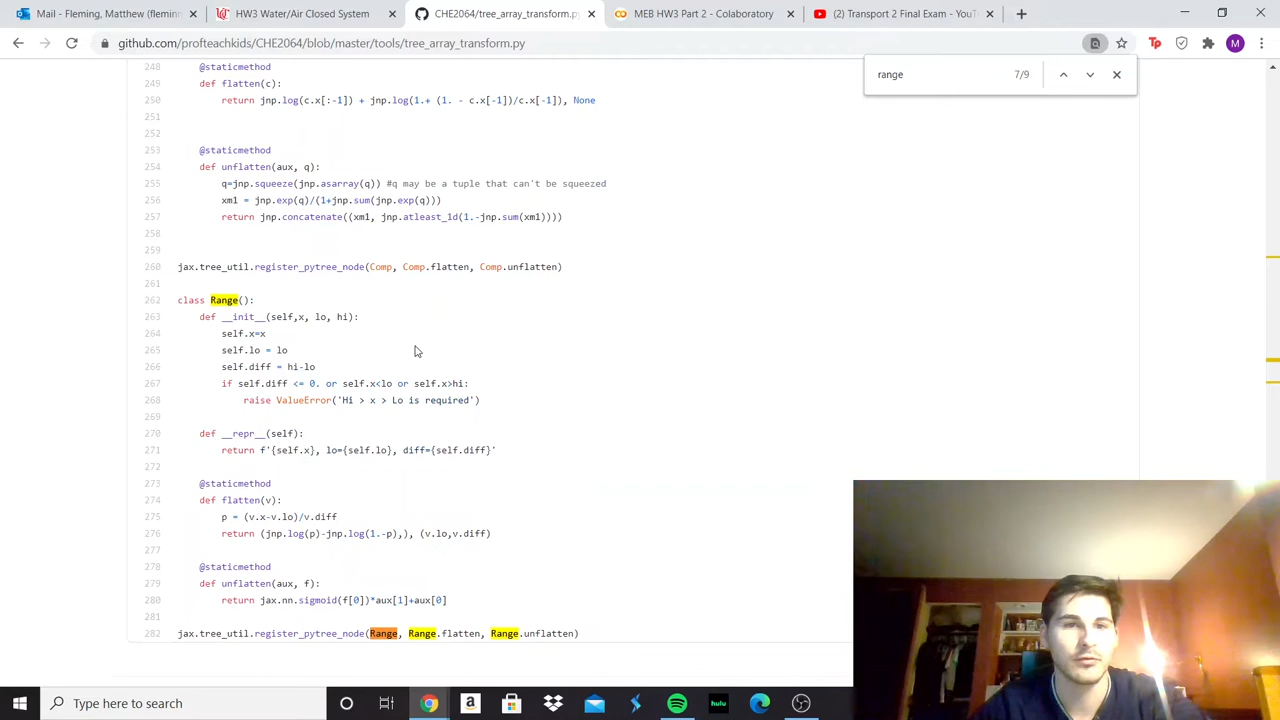 Mail - Fleming, Matthew (fleminn
HW3 Water/Air Closed System
CHE2064/tree_array_transform.py
MEB HW3 Part 2 - Colaboratory
(2) Transport 2 Final Exam - YouT
github.com/profteachkids/CHE2064/blob/master/tools/tree_array_transform.py
M
range 7/9
248 @staticmethod
249 def flatten(c):
250 return jnp.log(c.x[:-1]) + jnp.log(1.+ (1. - c.x[-1])/c.x[-1]), None
251
252
253 @staticmethod
254 def unflatten(aux, q):
255 q=jnp.squeeze(jnp.asarray(q)) #q may be a tuple that can't be squeezed
256 xm1 = jnp.exp(q)/(1+jnp.sum(jnp.exp(q)))
257 return jnp.concatenate((xm1, jnp.atleast_1d(1.-jnp.sum(xm1))))
258
259
260 jax.tree_util.register_pytree_node(Comp, Comp.flatten, Comp.unflatten)
261
262 class Range():
263 def __init__(self,x, lo, hi):
264 self.x=x
265 self.lo = lo
266 self.diff = hi-lo
267 if self.diff <= 0. or self.x<lo or self.x>hi:
268 raise ValueError('Hi > x > Lo is required')
269
270 def __repr__(self):
271 return f'{self.x}, lo={self.lo}, diff={self.diff}'
272
273 @staticmethod
274 def flatten(v):
275 p = (v.x-v.lo)/v.diff
276 return (jnp.log(p)-jnp.log(1.-p),), (v.lo,v.diff)
277
278 @staticmethod
279 def unflatten(aux, f):
280 return jax.nn.sigmoid(f[0])*aux[1]+aux[0]
281
282 jax.tree_util.register_pytree_node(Range, Range.flatten, Range.unflatten)
Type here to search
hulu